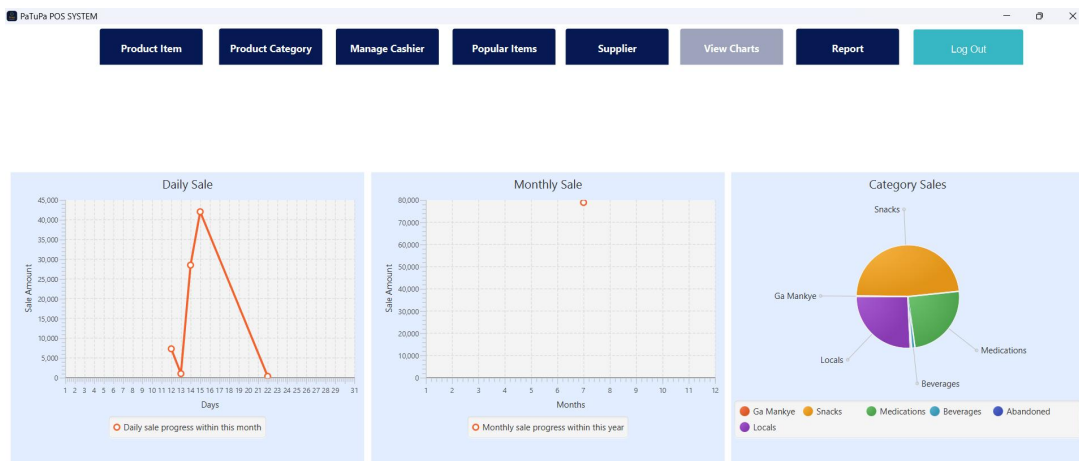 PaTuPa POS SYSTEM
Product Item Product Category Manage Cashier Popular Items Supplier View Charts Report Log Out
Daily Sale
45,000
40,000
35,000
30,000
25,000
20,000
15,000
10,000
5,000
0
Sale Amount
1 2 3 4 5 6 7 8 9 10 11 12 13 14 15 16 17 18 19 20 21 22 23 24 25 26 27 28 29 31
Days
Daily sale progress within this month
Monthly Sale
80,000
70,000
60,000
50,000
40,000
30,000
20,000
10,000
0
Sale Amount
1 2 3 4 5 6 7 8 9 10 11 12
Months
Monthly sale progress within this year
Category Sales
Snacks
Ga Mankye
Medications
Locals
Beverages
Ga Mankye Snacks Medications Beverages Abandoned
Locals